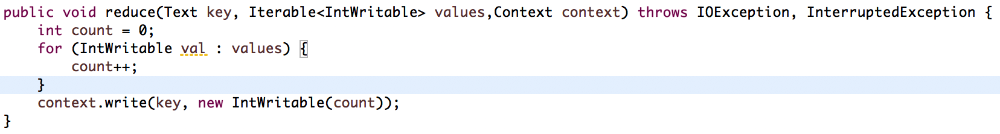 public void reduce(Text key, Iterable<IntWritable> values,Context context) throws IOException, InterruptedException {
    int count = 0;
    for (IntWritable val : values) {
        count++;
    }
    context.write(key, new IntWritable(count));
}